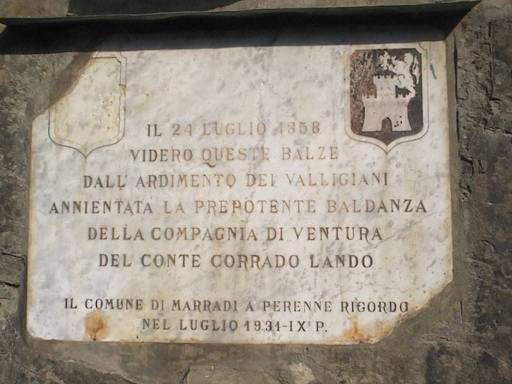 IL 24 LUGLIO 1358
VIDERO QUESTE BALZE
DALL'ARDIMENTO DEI VALLIGIANI
ANNIENTATA LA PREPOTENTE BALDANZA
DELLA COMPAGNIA DI VENTURA
DEL CONTE CORRADO LANDO
IL COMUNE DI MARRADI A PERENNE RICORDO
NEL LUGLIO 1931-IX° P.